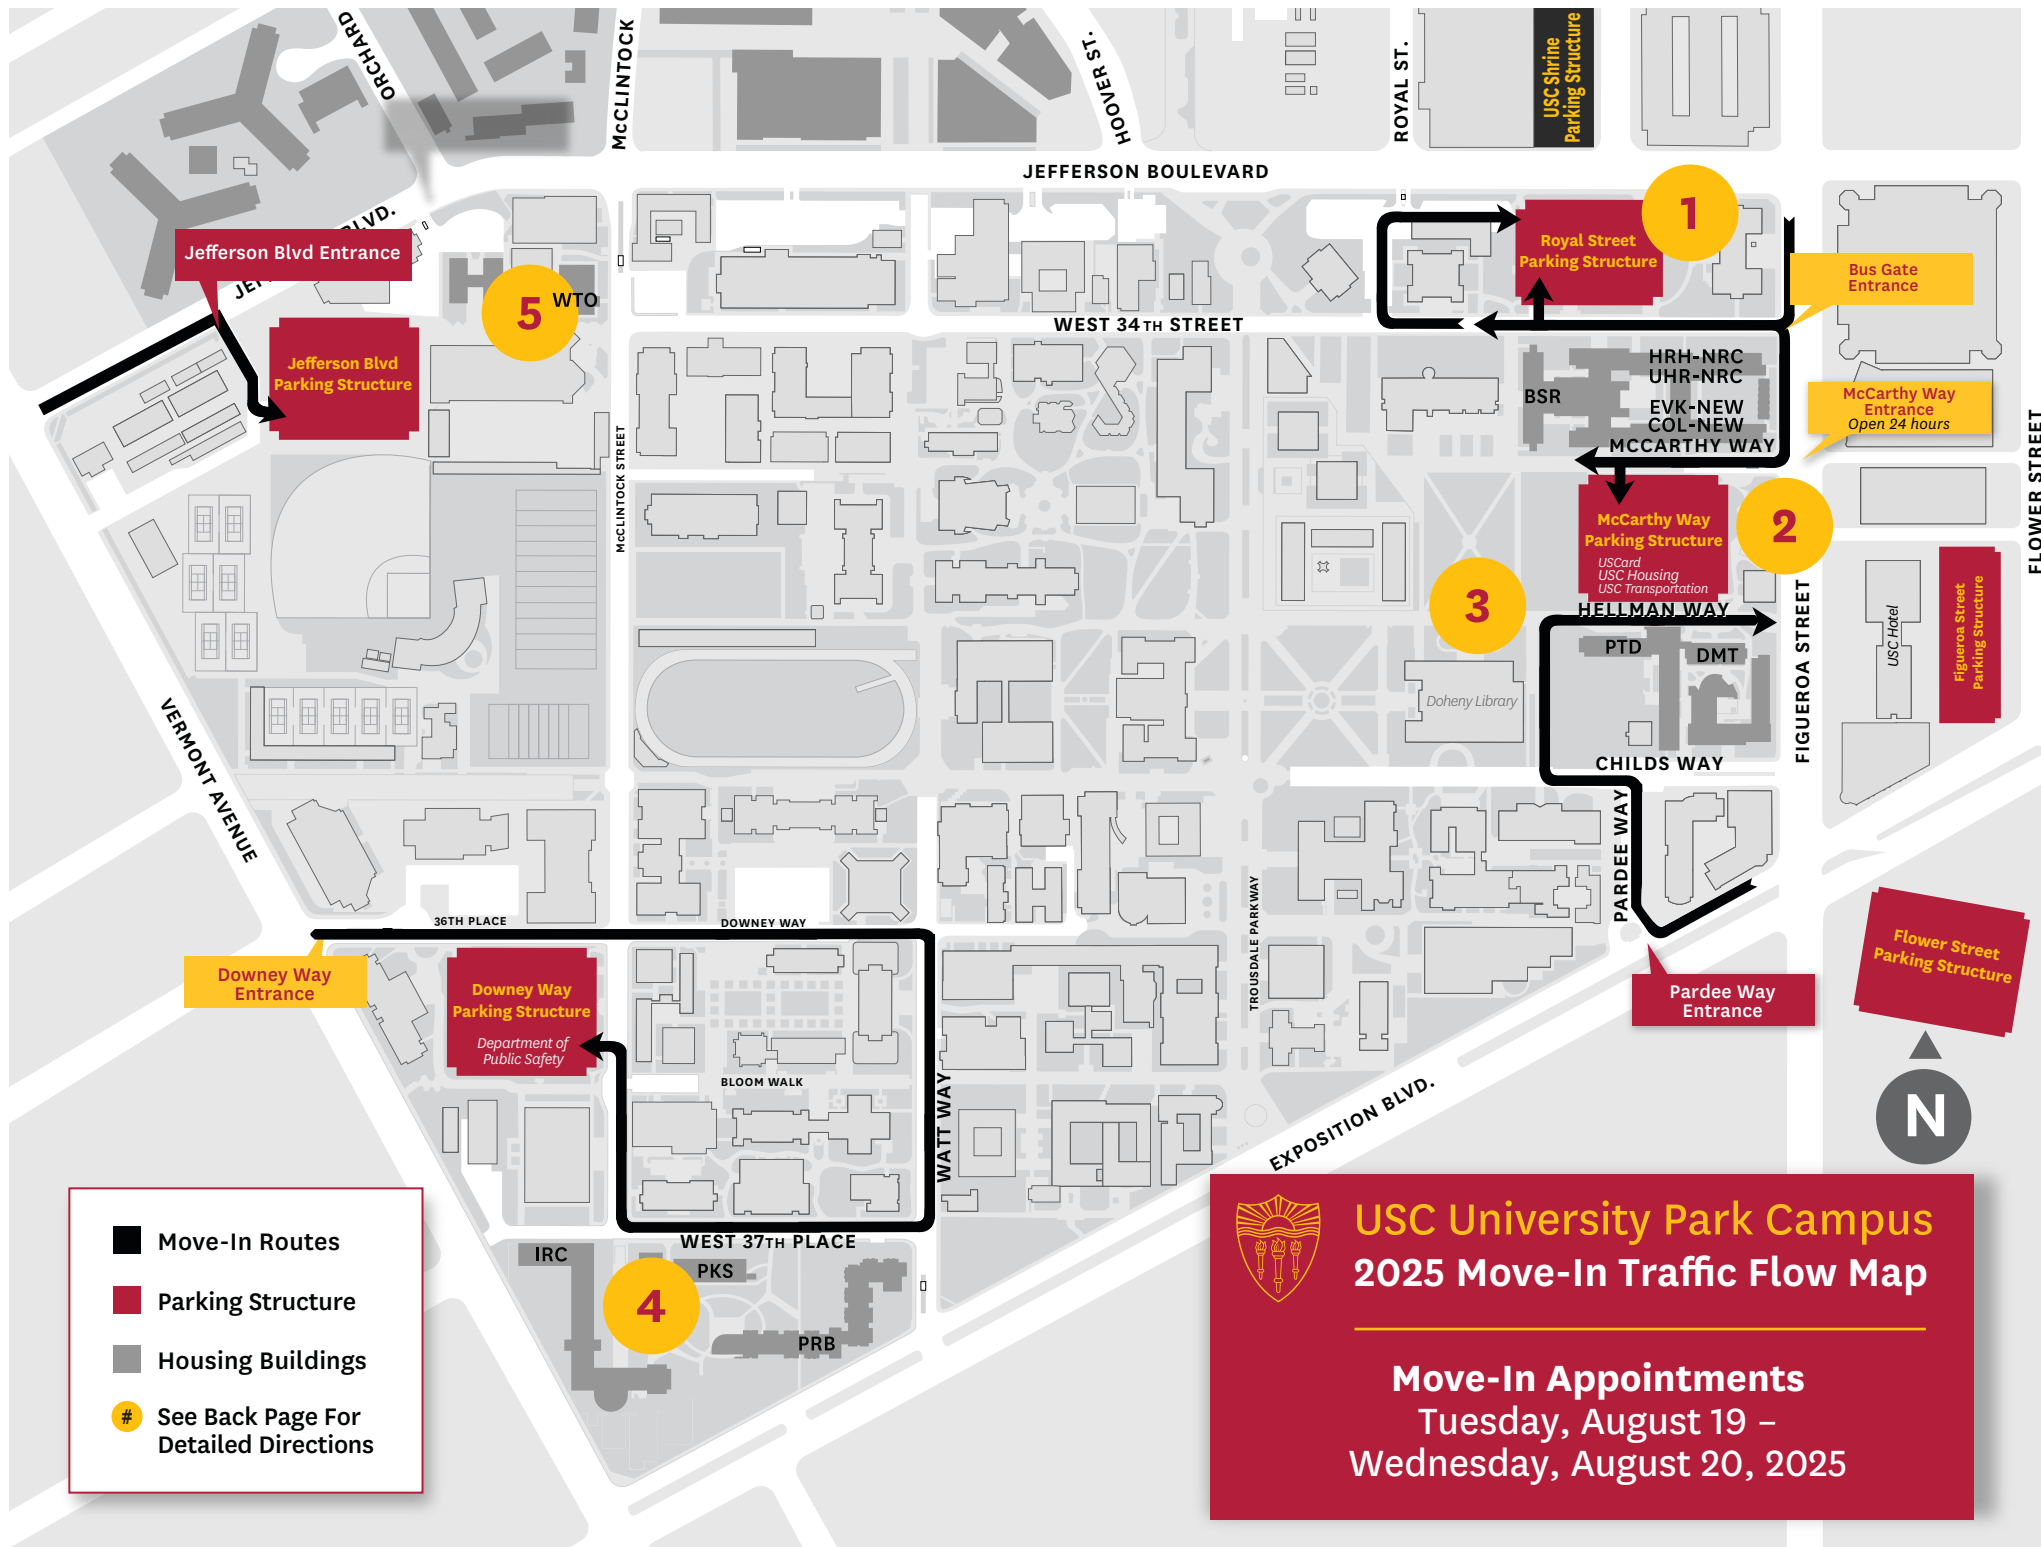 ORCHARD
McCLINTOCK
HOOVER ST.
ROYAL ST.
USC Shrine
Parking Structure
JEFFERSON BOULEVARD
JEFFERSON BLVD.
Jefferson Blvd Entrance
1
Royal Street
Parking Structure
Bus Gate
Entrance
5
WTO
WEST 34TH STREET
Jefferson Blvd
Parking Structure
HRH-NRC
UHR-NRC
BSR
EVK-NEW
COL-NEW
McCarthy Way
Entrance
Open 24 hours
MCCARTHY WAY
McCLINTOCK STREET
FLOWER STREET
McCarthy Way
Parking Structure
USCard
USC Housing
USC Transportation
2
3
HELLMAN WAY
PTD
DMT
FIGUEROA STREET
USC Hotel
Figueroa Street
Parking Structure
Doheny Library
VERMONT AVENUE
CHILDS WAY
PARDEE WAY
TROUSDALE PARKWAY
36TH PLACE
DOWNEY WAY
Downey Way
Entrance
Downey Way
Parking Structure
Department of
Public Safety
Flower Street
Parking Structure
Pardee Way
Entrance
BLOOM WALK
WATT WAY
EXPOSITION BLVD.
N
WEST 37TH PLACE
IRC
PKS
4
PRB
Move-In Routes
Parking Structure
Housing Buildings
# See Back Page For
Detailed Directions
USC University Park Campus
2025 Move-In Traffic Flow Map
Move-In Appointments
Tuesday, August 19 –
Wednesday, August 20, 2025